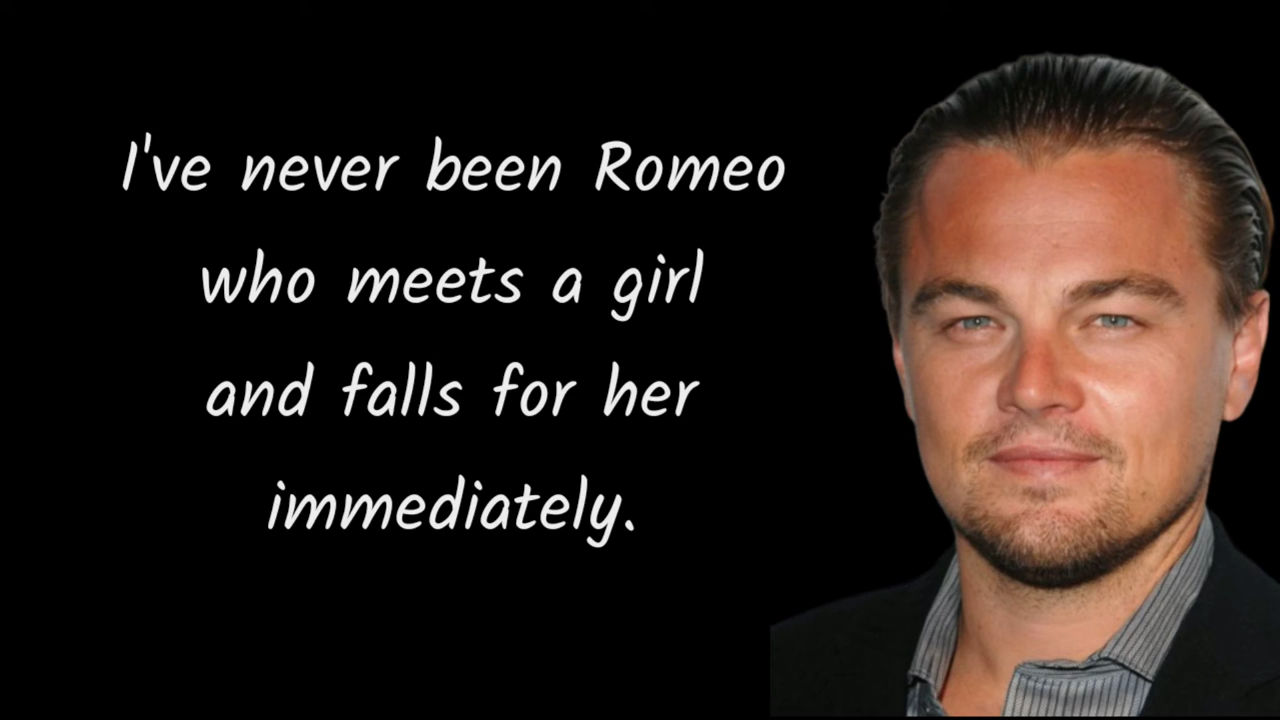 I've never been Romeo
who meets a girl
and falls for her
immediately.